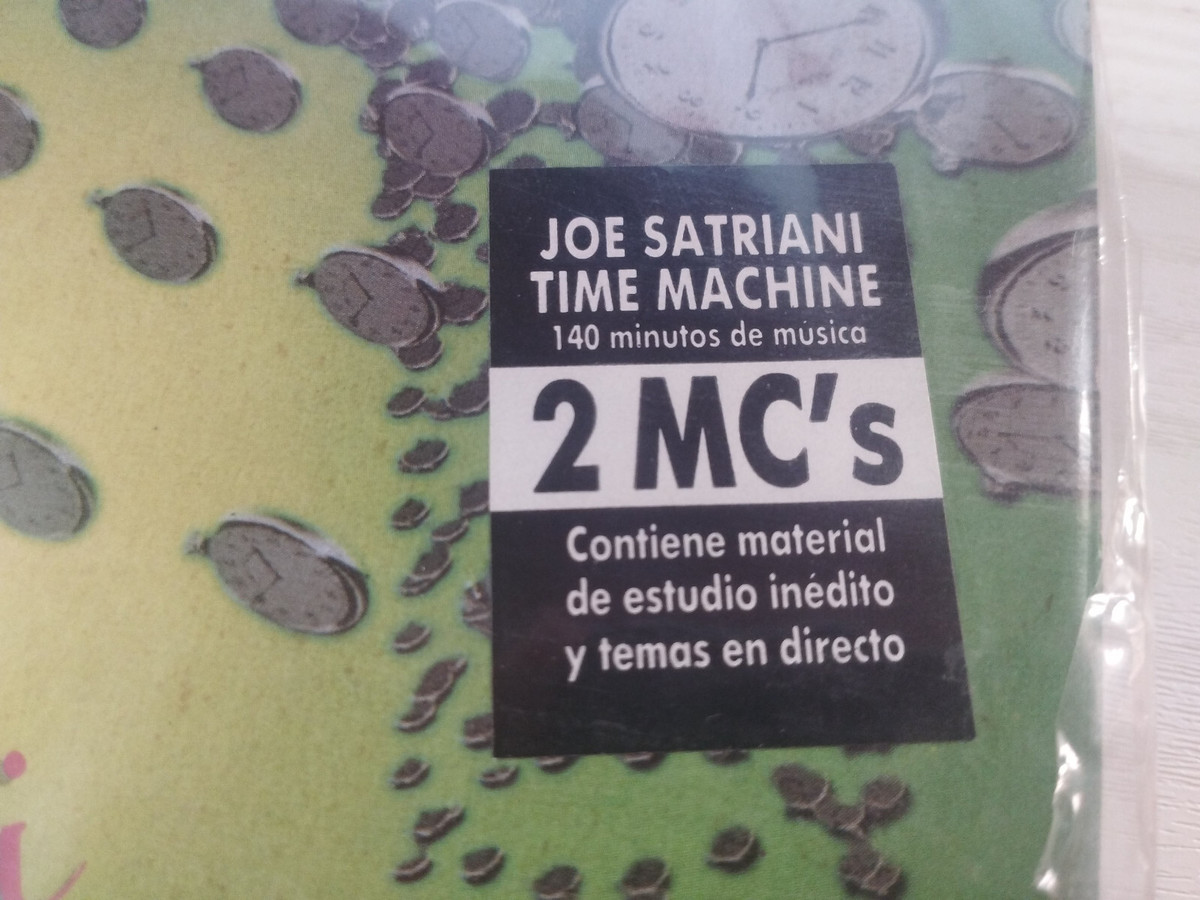 JOE SATRIANI
TIME MACHINE
140 minutos de música
2 MC's
Contiene material
de estudio inédito
y temas en directo
i